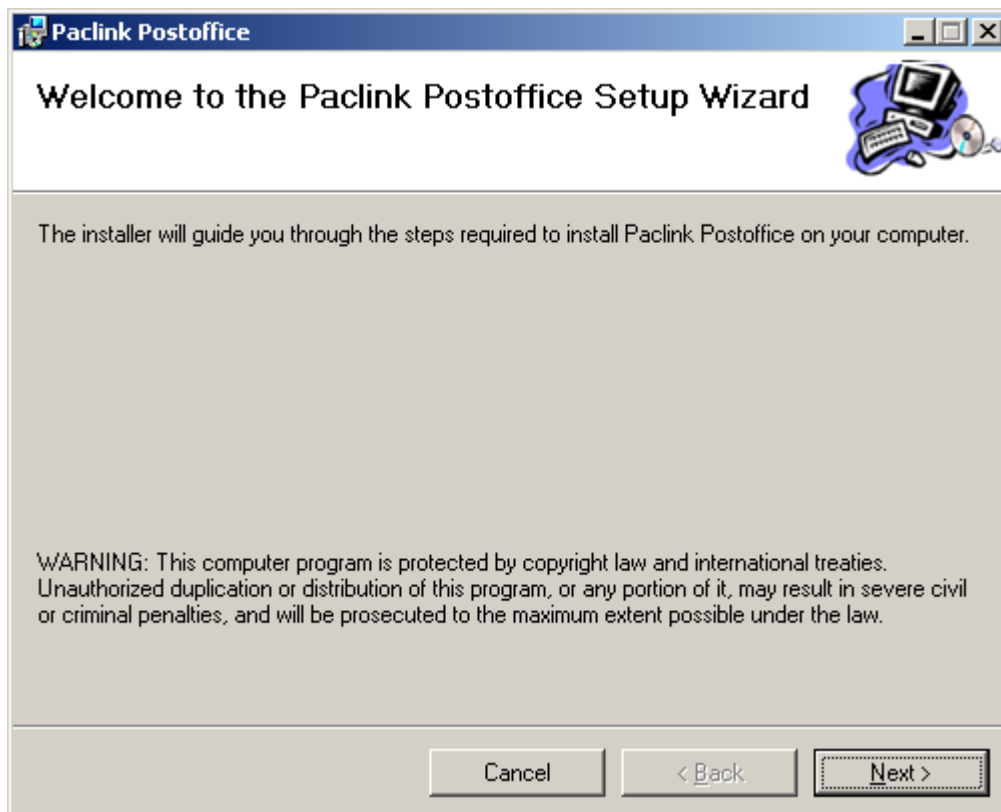 Paclink Postoffice
Welcome to the Paclink Postoffice Setup Wizard
The installer will guide you through the steps required to install Paclink Postoffice on your computer.
WARNING: This computer program is protected by copyright law and international treaties.
Unauthorized duplication or distribution of this program, or any portion of it, may result in severe civil
or criminal penalties, and will be prosecuted to the maximum extent possible under the law.
Cancel < Back Next >